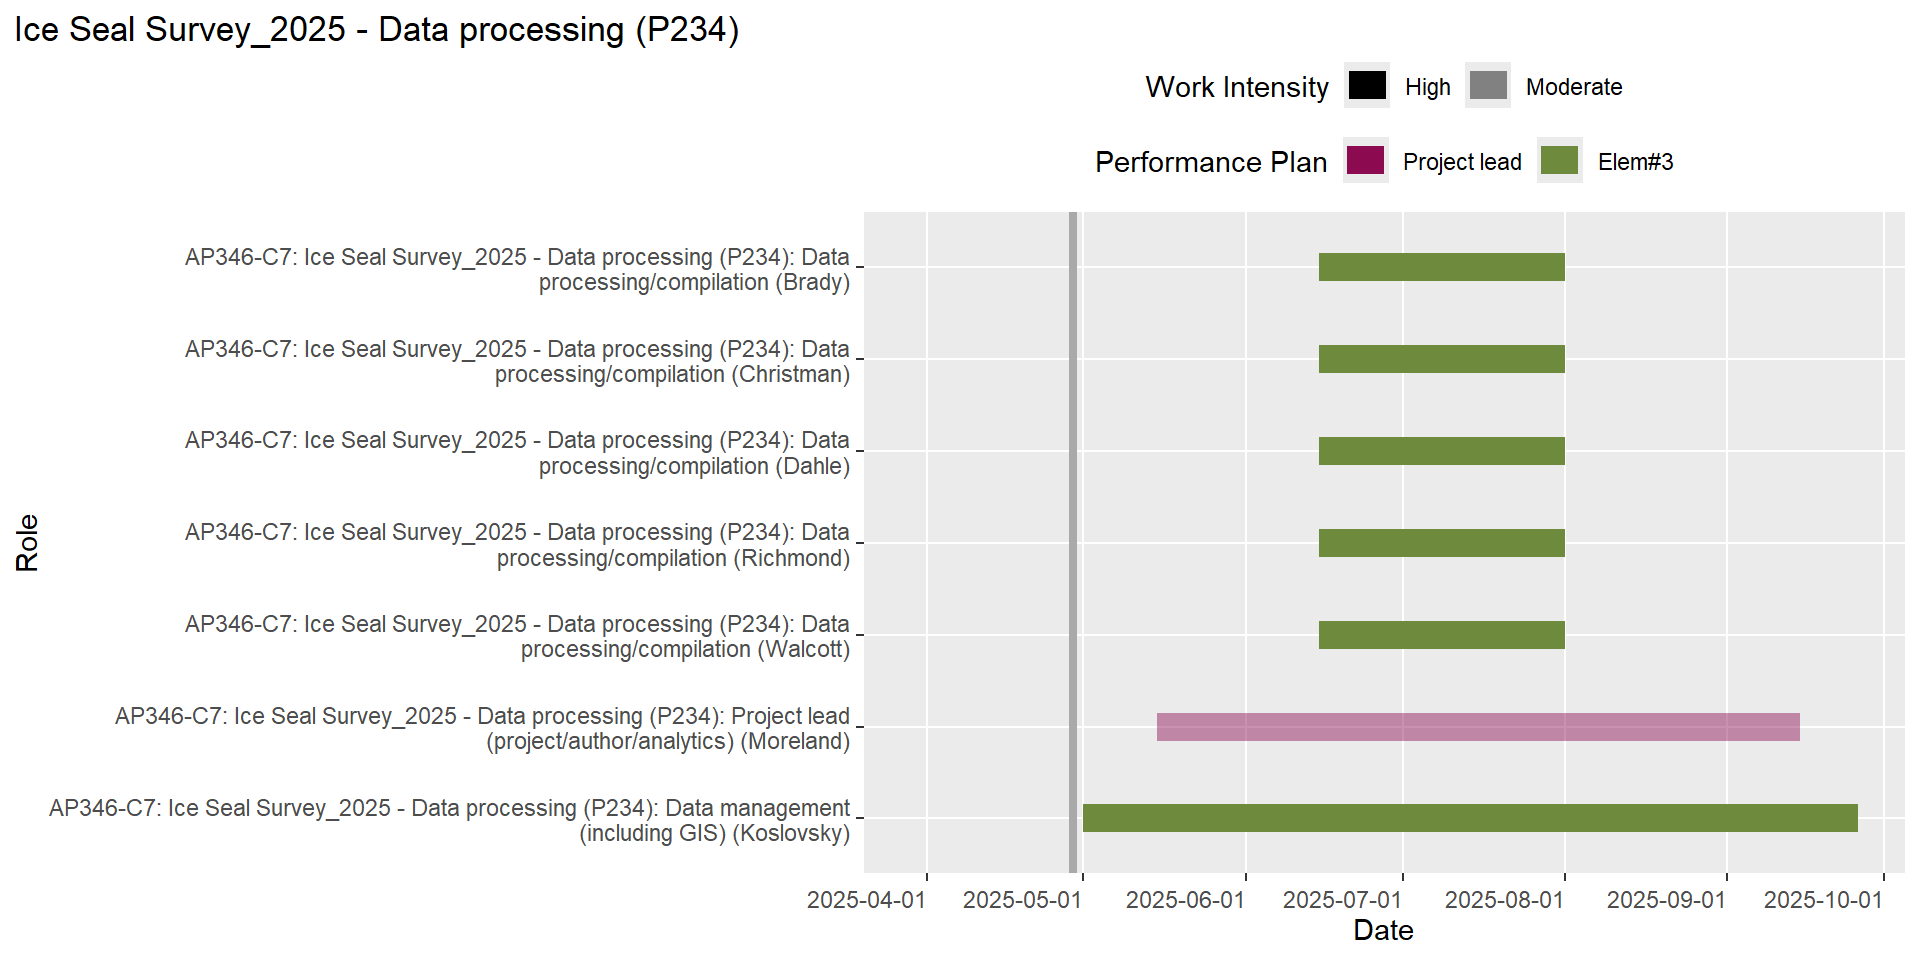 Ice Seal Survey_2025 - Data processing (P234)
Work Intensity High Moderate
Performance Plan Project lead Elem#3
AP346-C7: Ice Seal Survey_2025 - Data processing (P234): Data
processing/compilation (Brady)
AP346-C7: Ice Seal Survey_2025 - Data processing (P234): Data
processing/compilation (Christman)
AP346-C7: Ice Seal Survey_2025 - Data processing (P234): Data
processing/compilation (Dahle)
AP346-C7: Ice Seal Survey_2025 - Data processing (P234): Data
processing/compilation (Richmond)
AP346-C7: Ice Seal Survey_2025 - Data processing (P234): Data
processing/compilation (Walcott)
AP346-C7: Ice Seal Survey_2025 - Data processing (P234): Project lead
(project/author/analytics) (Moreland)
AP346-C7: Ice Seal Survey_2025 - Data processing (P234): Data management
(including GIS) (Koslovsky)
Role
2025-04-01 2025-05-01 2025-06-01 2025-07-01 2025-08-01 2025-09-01 2025-10-01
Date